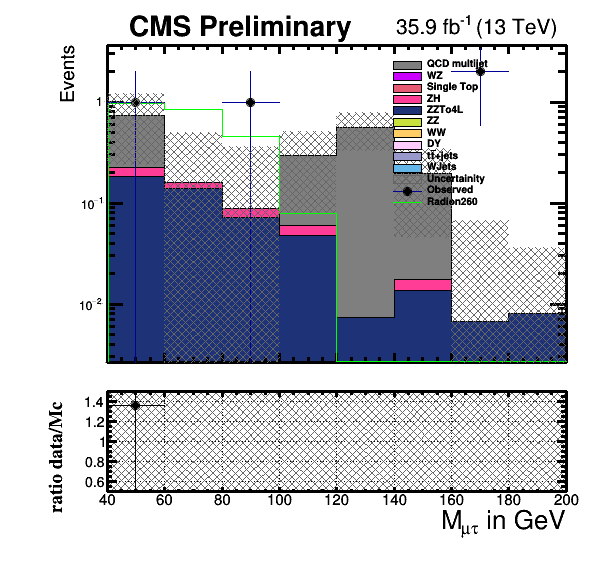 CMS Preliminary
35.9 fb⁻¹ (13 TeV)
Events
QCD multijet
WZ
Single Top
ZH
ZZTo4L
ZZ
WW
DY
tt+jets
WJets
Uncertainity
Observed
Radion260
1
10⁻¹
10⁻²
ratio data/Mc
1.4
1.2
1
0.8
0.6
40 60 80 100 120 140 160 180 200
Mμτ in GeV